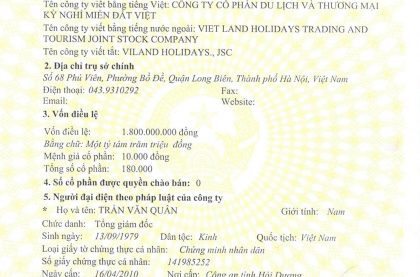 Tên công ty viết bằng tiếng Việt: CÔNG TY CỔ PHẦN DU LỊCH VÀ THƯƠNG MẠI
KỲ NGHỈ MIỀN ĐẤT VIỆT
Tên công ty viết bằng tiếng nước ngoài: VIET LAND HOLIDAYS TRADING AND
TOURISM JOINT STOCK COMPANY
Tên công ty viết tắt: VILAND HOLIDAYS., JSC
2. Địa chỉ trụ sở chính
Số 68 Phú Viên, Phường Bồ Đề, Quận Long Biên, Thành phố Hà Nội, Việt Nam
Điện thoại: 043.9310292 Fax:
Email: Website:
3. Vốn điều lệ
Vốn điều lệ: 1.800.000.000 đồng
Bằng chữ: Một tỷ tám trăm triệu đồng
Mệnh giá cổ phần: 10.000 đồng
Tổng số cổ phần: 180.000
4. Số cổ phần được quyền chào bán: 0
5. Người đại diện theo pháp luật của công ty
* Họ và tên: TRẦN VĂN QUÂN Giới tính: Nam
Chức danh: Tổng giám đốc
Sinh ngày: 13/09/1979 Dân tộc: Kinh Quốc tịch: Việt Nam
Loại giấy tờ chứng thực cá nhân: Chứng minh nhân dân
Số giấy chứng thực cá nhân: 141985252
Ngày cấp: 16/04/2010 Nơi cấp: Công an tỉnh Hải Dương